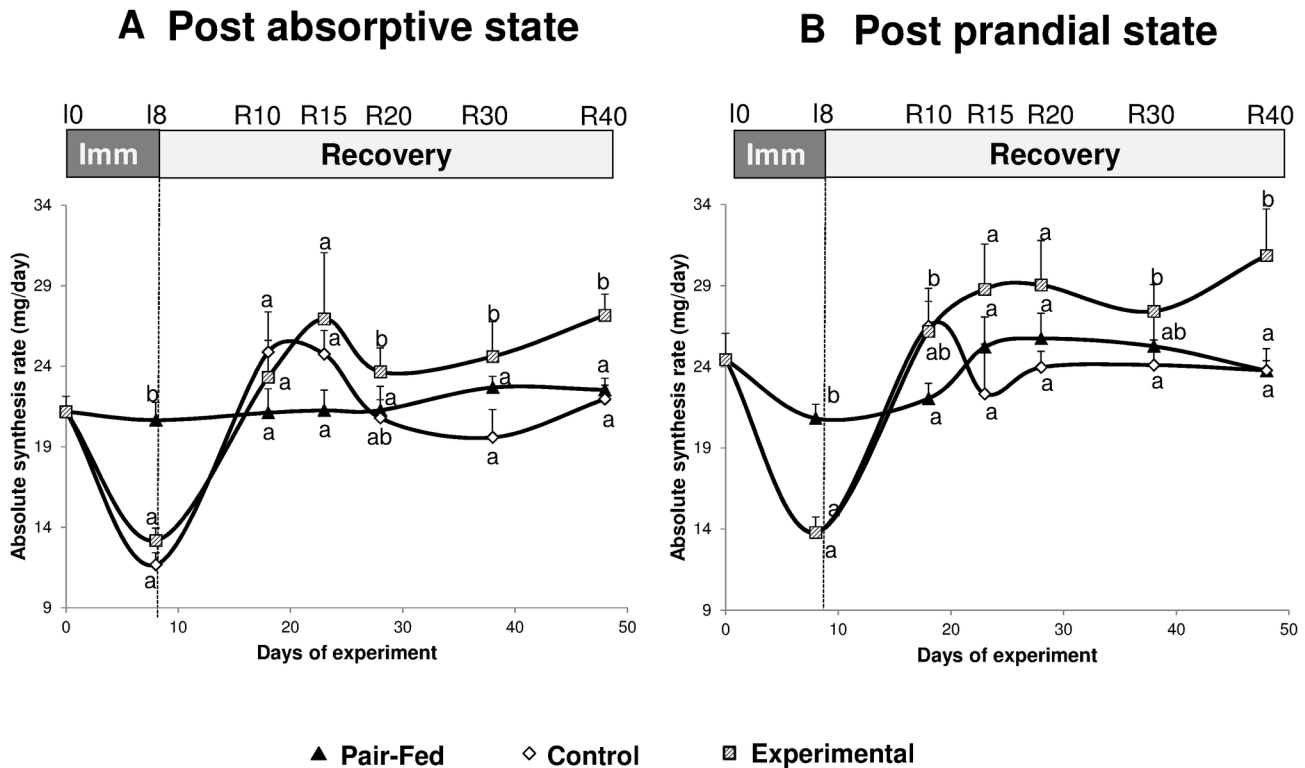 A Post absorptive state
I0 I8 R10 R15 R20 R30 R40
Imm Recovery
34
29
24
19
14
9
Absolute synthesis rate (mg/day)
a
a
b
a
a
a
a
a
a
b
a
ab
b
a
a
b
a
a
0 10 20 30 40 50
Days of experiment
B Post prandial state
I0 I8 R10 R15 R20 R30 R40
Imm Recovery
34
29
24
19
14
9
Absolute synthesis rate (mg/day)
b
a
a
b
ab
a
a
a
a
a
a
a
b
ab
a
b
a
a
0 10 20 30 40 50
Days of experiment
Pair-Fed Control Experimental